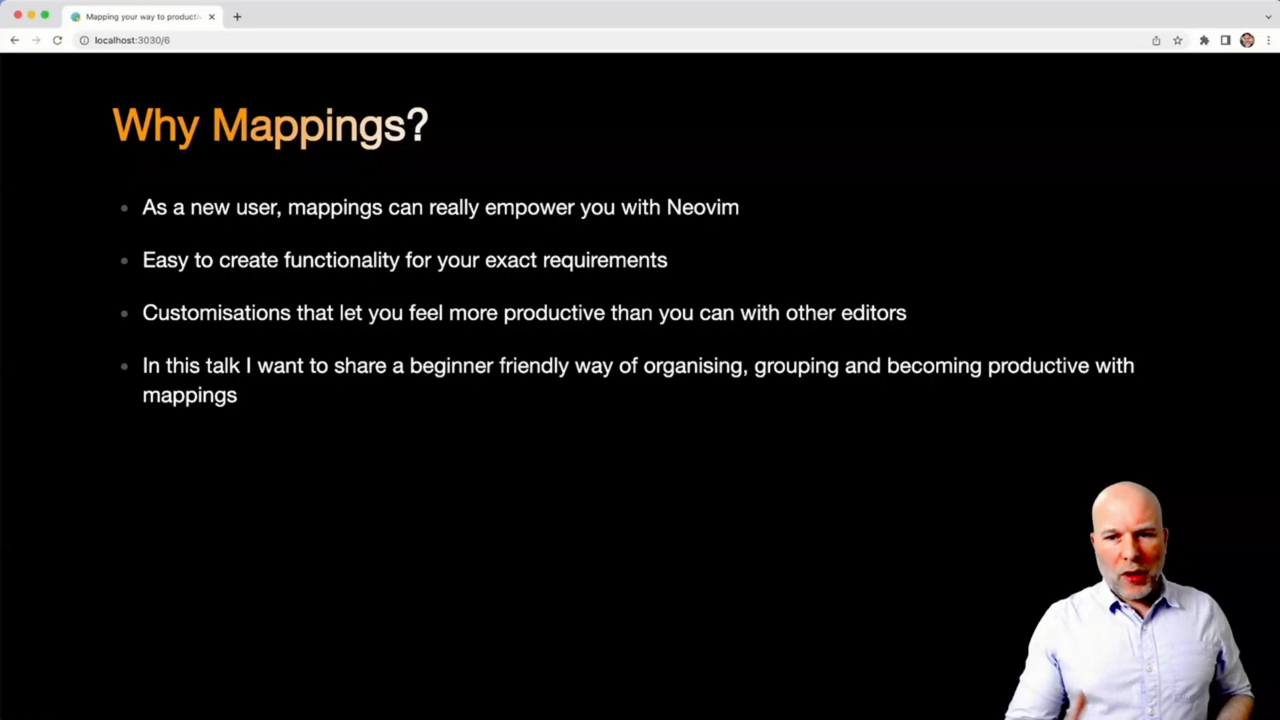 Mapping your way to producti
localhost:3030/6
Why Mappings?
As a new user, mappings can really empower you with Neovim
Easy to create functionality for your exact requirements
Customisations that let you feel more productive than you can with other editors
In this talk I want to share a beginner friendly way of organising, grouping and becoming productive with
mappings